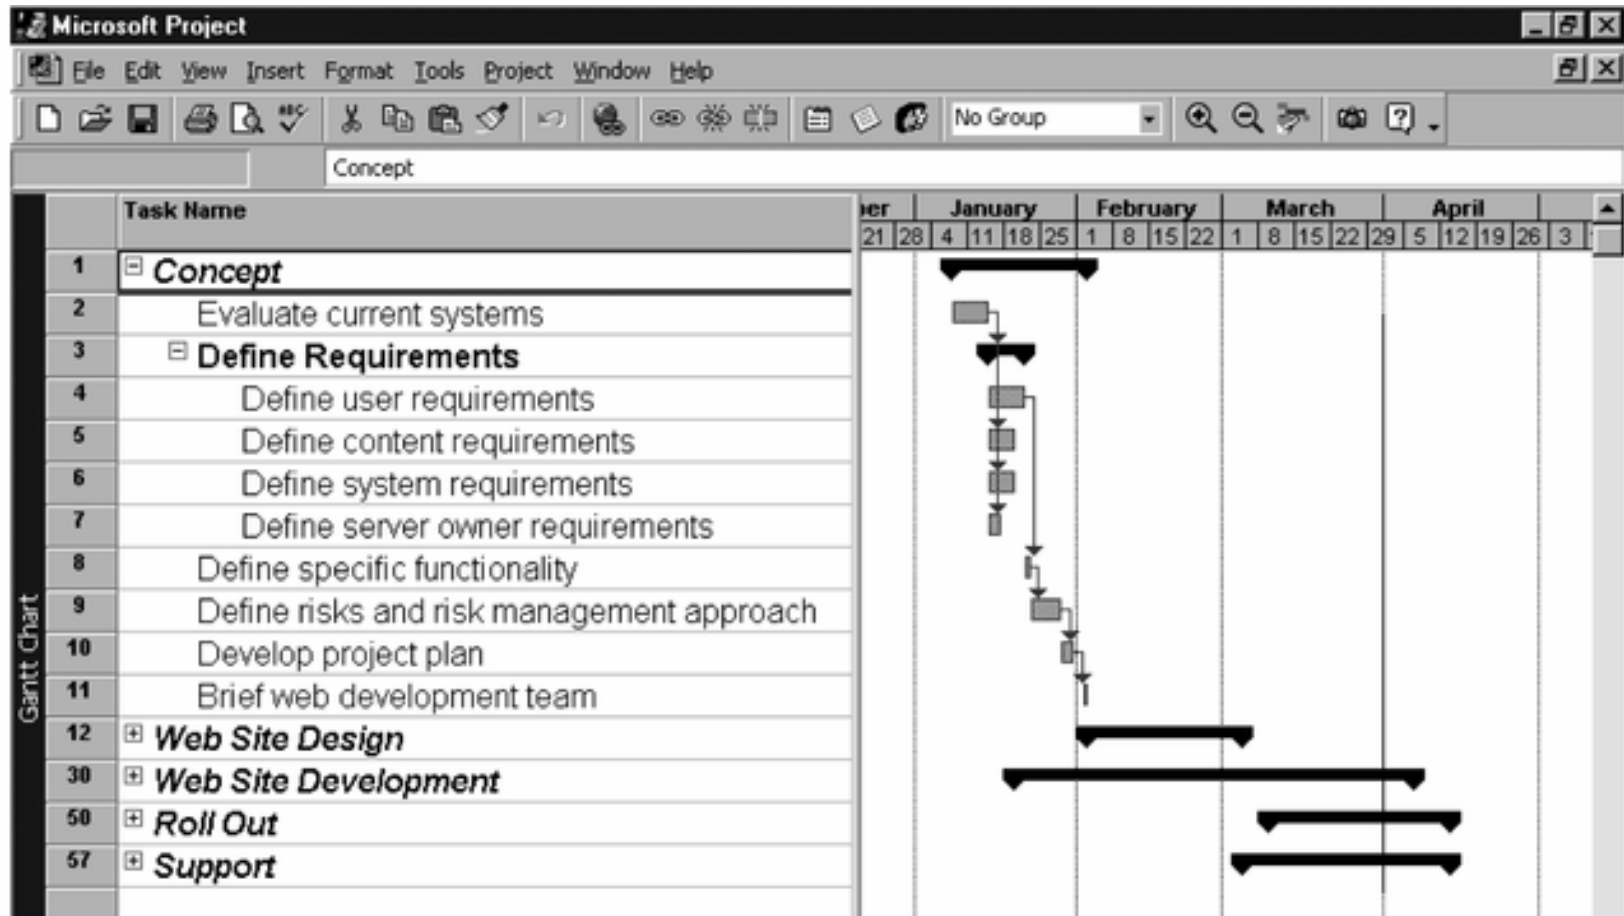 Microsoft Project
File Edit View Insert Format Tools Project Window Help
ABC No Group
Concept
Task Name
ber January February March April
21 28 4 11 18 25 1 8 15 22 1 8 15 22 29 5 12 19 26 3
1 Concept
2 Evaluate current systems
3 Define Requirements
4 Define user requirements
5 Define content requirements
6 Define system requirements
7 Define server owner requirements
8 Define specific functionality
9 Define risks and risk management approach
10 Develop project plan
11 Brief web development team
12 Web Site Design
30 Web Site Development
50 Roll Out
57 Support
Gantt Chart